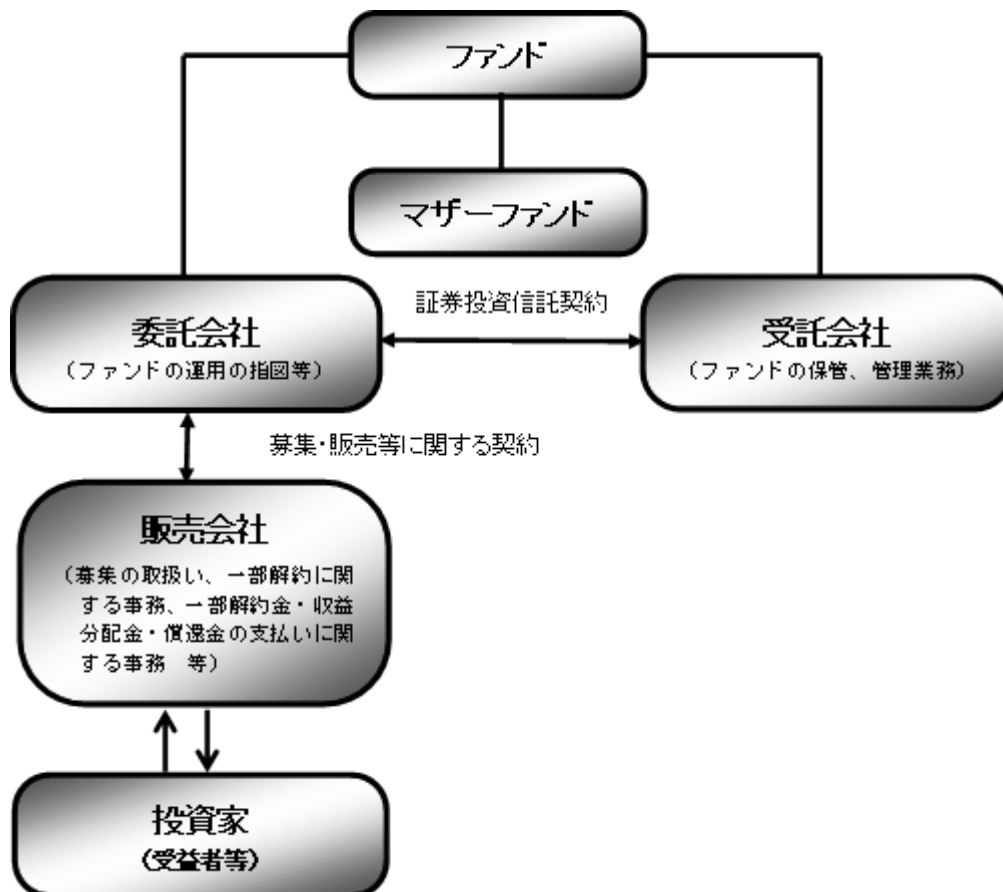 ファンド
マザーファンド
証券投資信託契約
委託会社
(ファンドの運用の指図等)
受託会社
(ファンドの保管、管理業務)
募集・販売等に関する契約
販売会社
(募集の取扱い、一部解約に関
する事務、一部解約金・収益
分配金・償還金の支払いに関
する事務　等)
投資家
(受益者等)